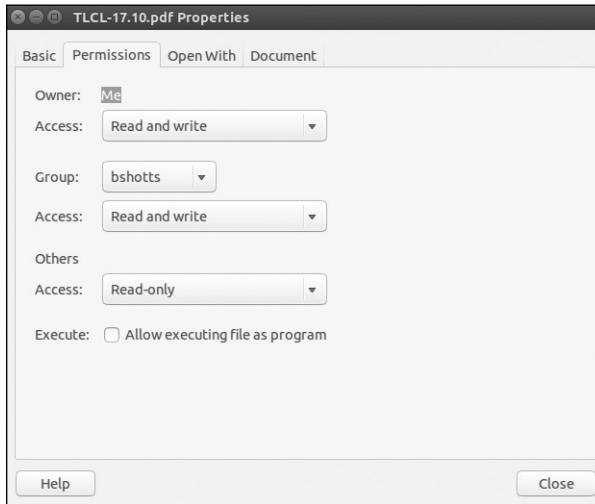 TLCL-17.10.pdf Properties
Basic Permissions Open With Document
Owner: Me
Access: Read and write
Group: bshotts
Access: Read and write
Others
Access: Read-only
Execute: Allow executing file as program
Help Close